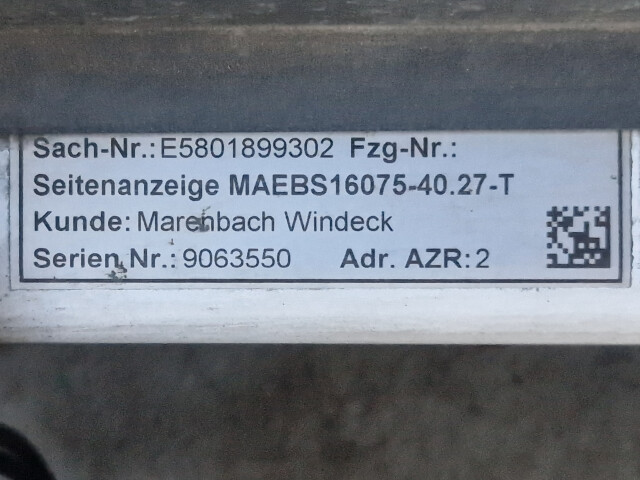 Sach-Nr.: E5801899302 Fzg-Nr.:
Seitenanzeige MAEBS16075-40.27-T
Kunde: Marenbach Windeck
Serien Nr.: 9063550 Adr. AZR: 2